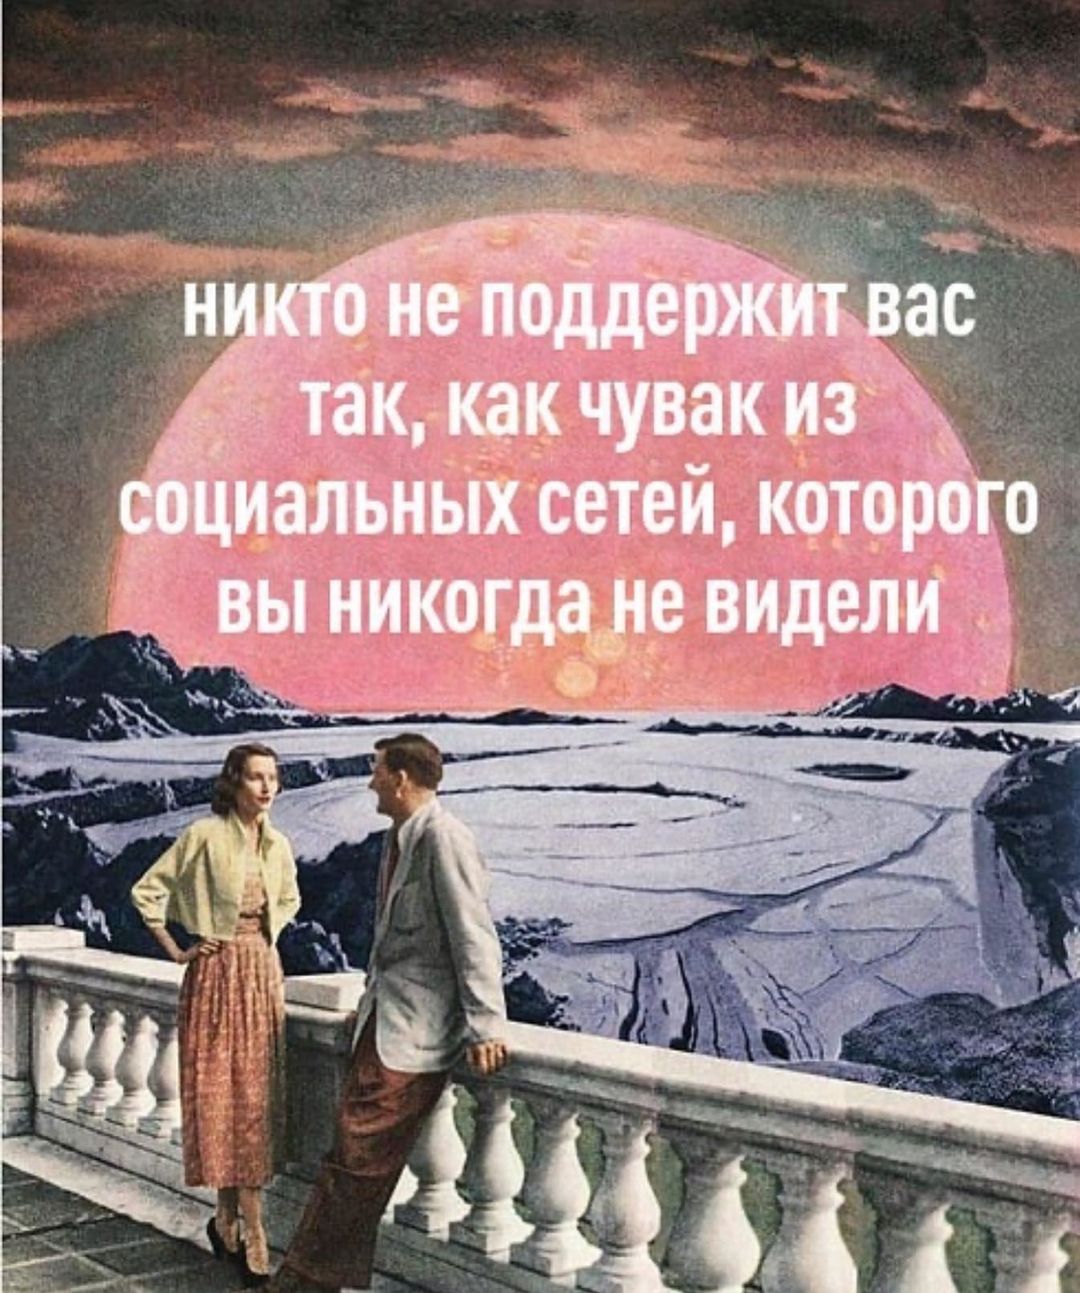 никто не поддержит вас
так, как чувак из
социальных сетей, которого
вы никогда не видели